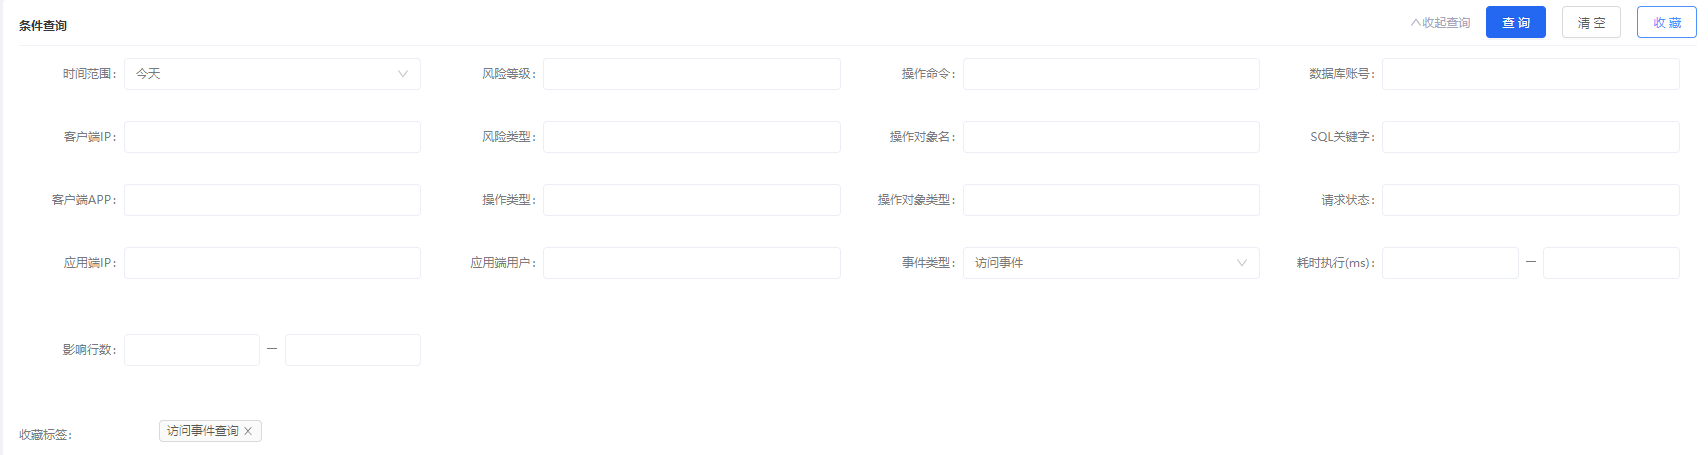 条件查询 收起查询 查 询 清 空 收 藏
时间范围: 今天 风险等级: 操作命令: 数据库账号:
客户端IP: 风险类型: 操作对象名: SQL关键字:
客户端APP: 操作类型: 操作对象类型: 请求状态:
应用端IP: 应用端用户: 事件类型: 访问事件 耗时执行(ms): —
影响行数: —
收藏标签: 访问事件查询 ×